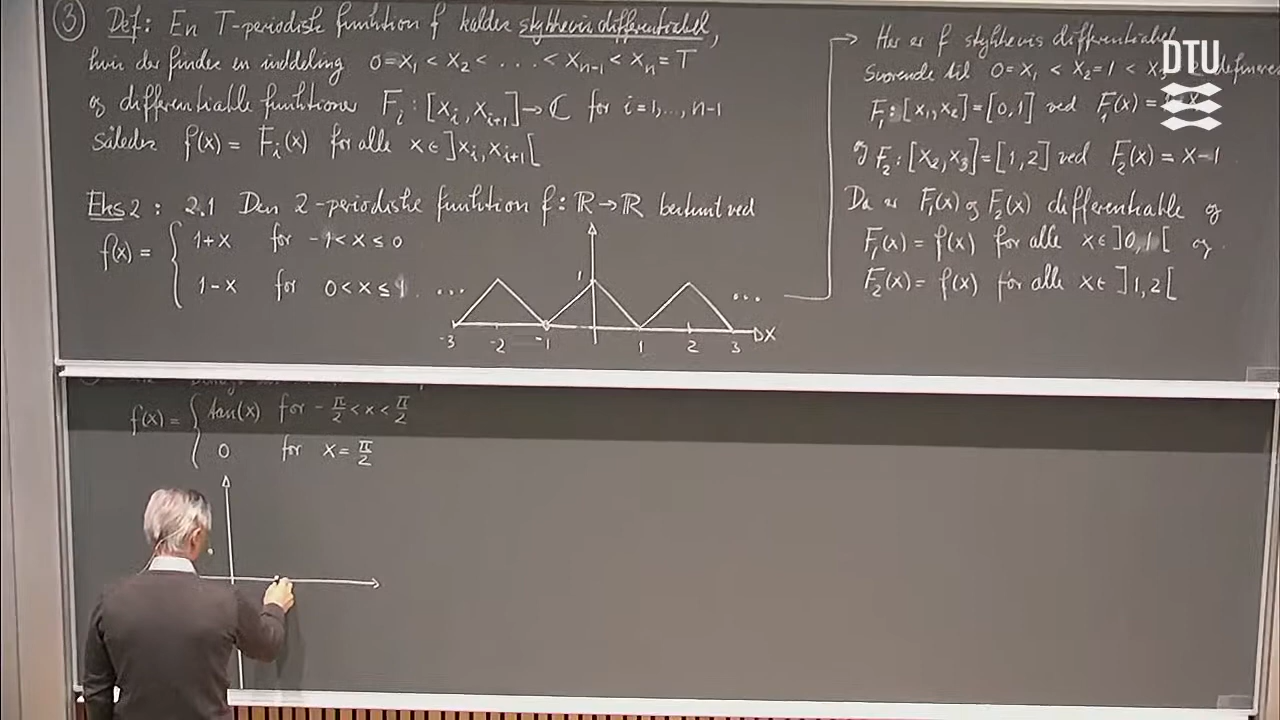 ③ Def: En T-periodisk funktion f kaldes stykkevis differentiabel,
hvis der findes en inddeling 0=x₁ < x₂ < . . . < xₙ₋₁ < xₙ = T
og differentiable funktioner Fᵢ : [xᵢ, xᵢ₊₁] → ℂ for i=1,..., n-1
således f(x) = Fᵢ(x) for alle x∈]xᵢ, xᵢ₊₁[
Eks 2 : 2.1 Den 2-periodiske funktion f: ℝ→ℝ bestemt ved
f(x) = { 1+x for -1<x≤0
1-x for 0<x≤1
...
1
...
-3 -2 -1 1 2 3 x
Her er f stykkevis differentiabel
Svarende til 0=x₁ < x₂=1 <
F₁ : [x₁,x₂]=[0,1] ved F₁(x) =
og F₂ : [x₂,x₃]=[1,2] ved F₂(x) = x-1
Da er F₁(x) og F₂(x) differentiable og
F₁(x) = f(x) for alle x∈]0,1[ og
F₂(x) = f(x) for alle x∈]1,2[
f(x) = { tan(x) for -π/2 < x < π/2
0 for x = π/2
DTU